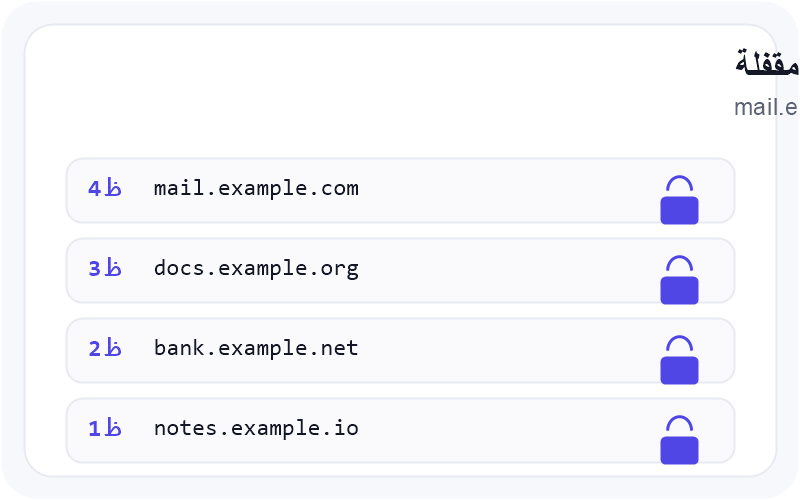 مقفلة
mail.e
ظ4 mail.example.com
ظ3 docs.example.org
ظ2 bank.example.net
ظ1 notes.example.io